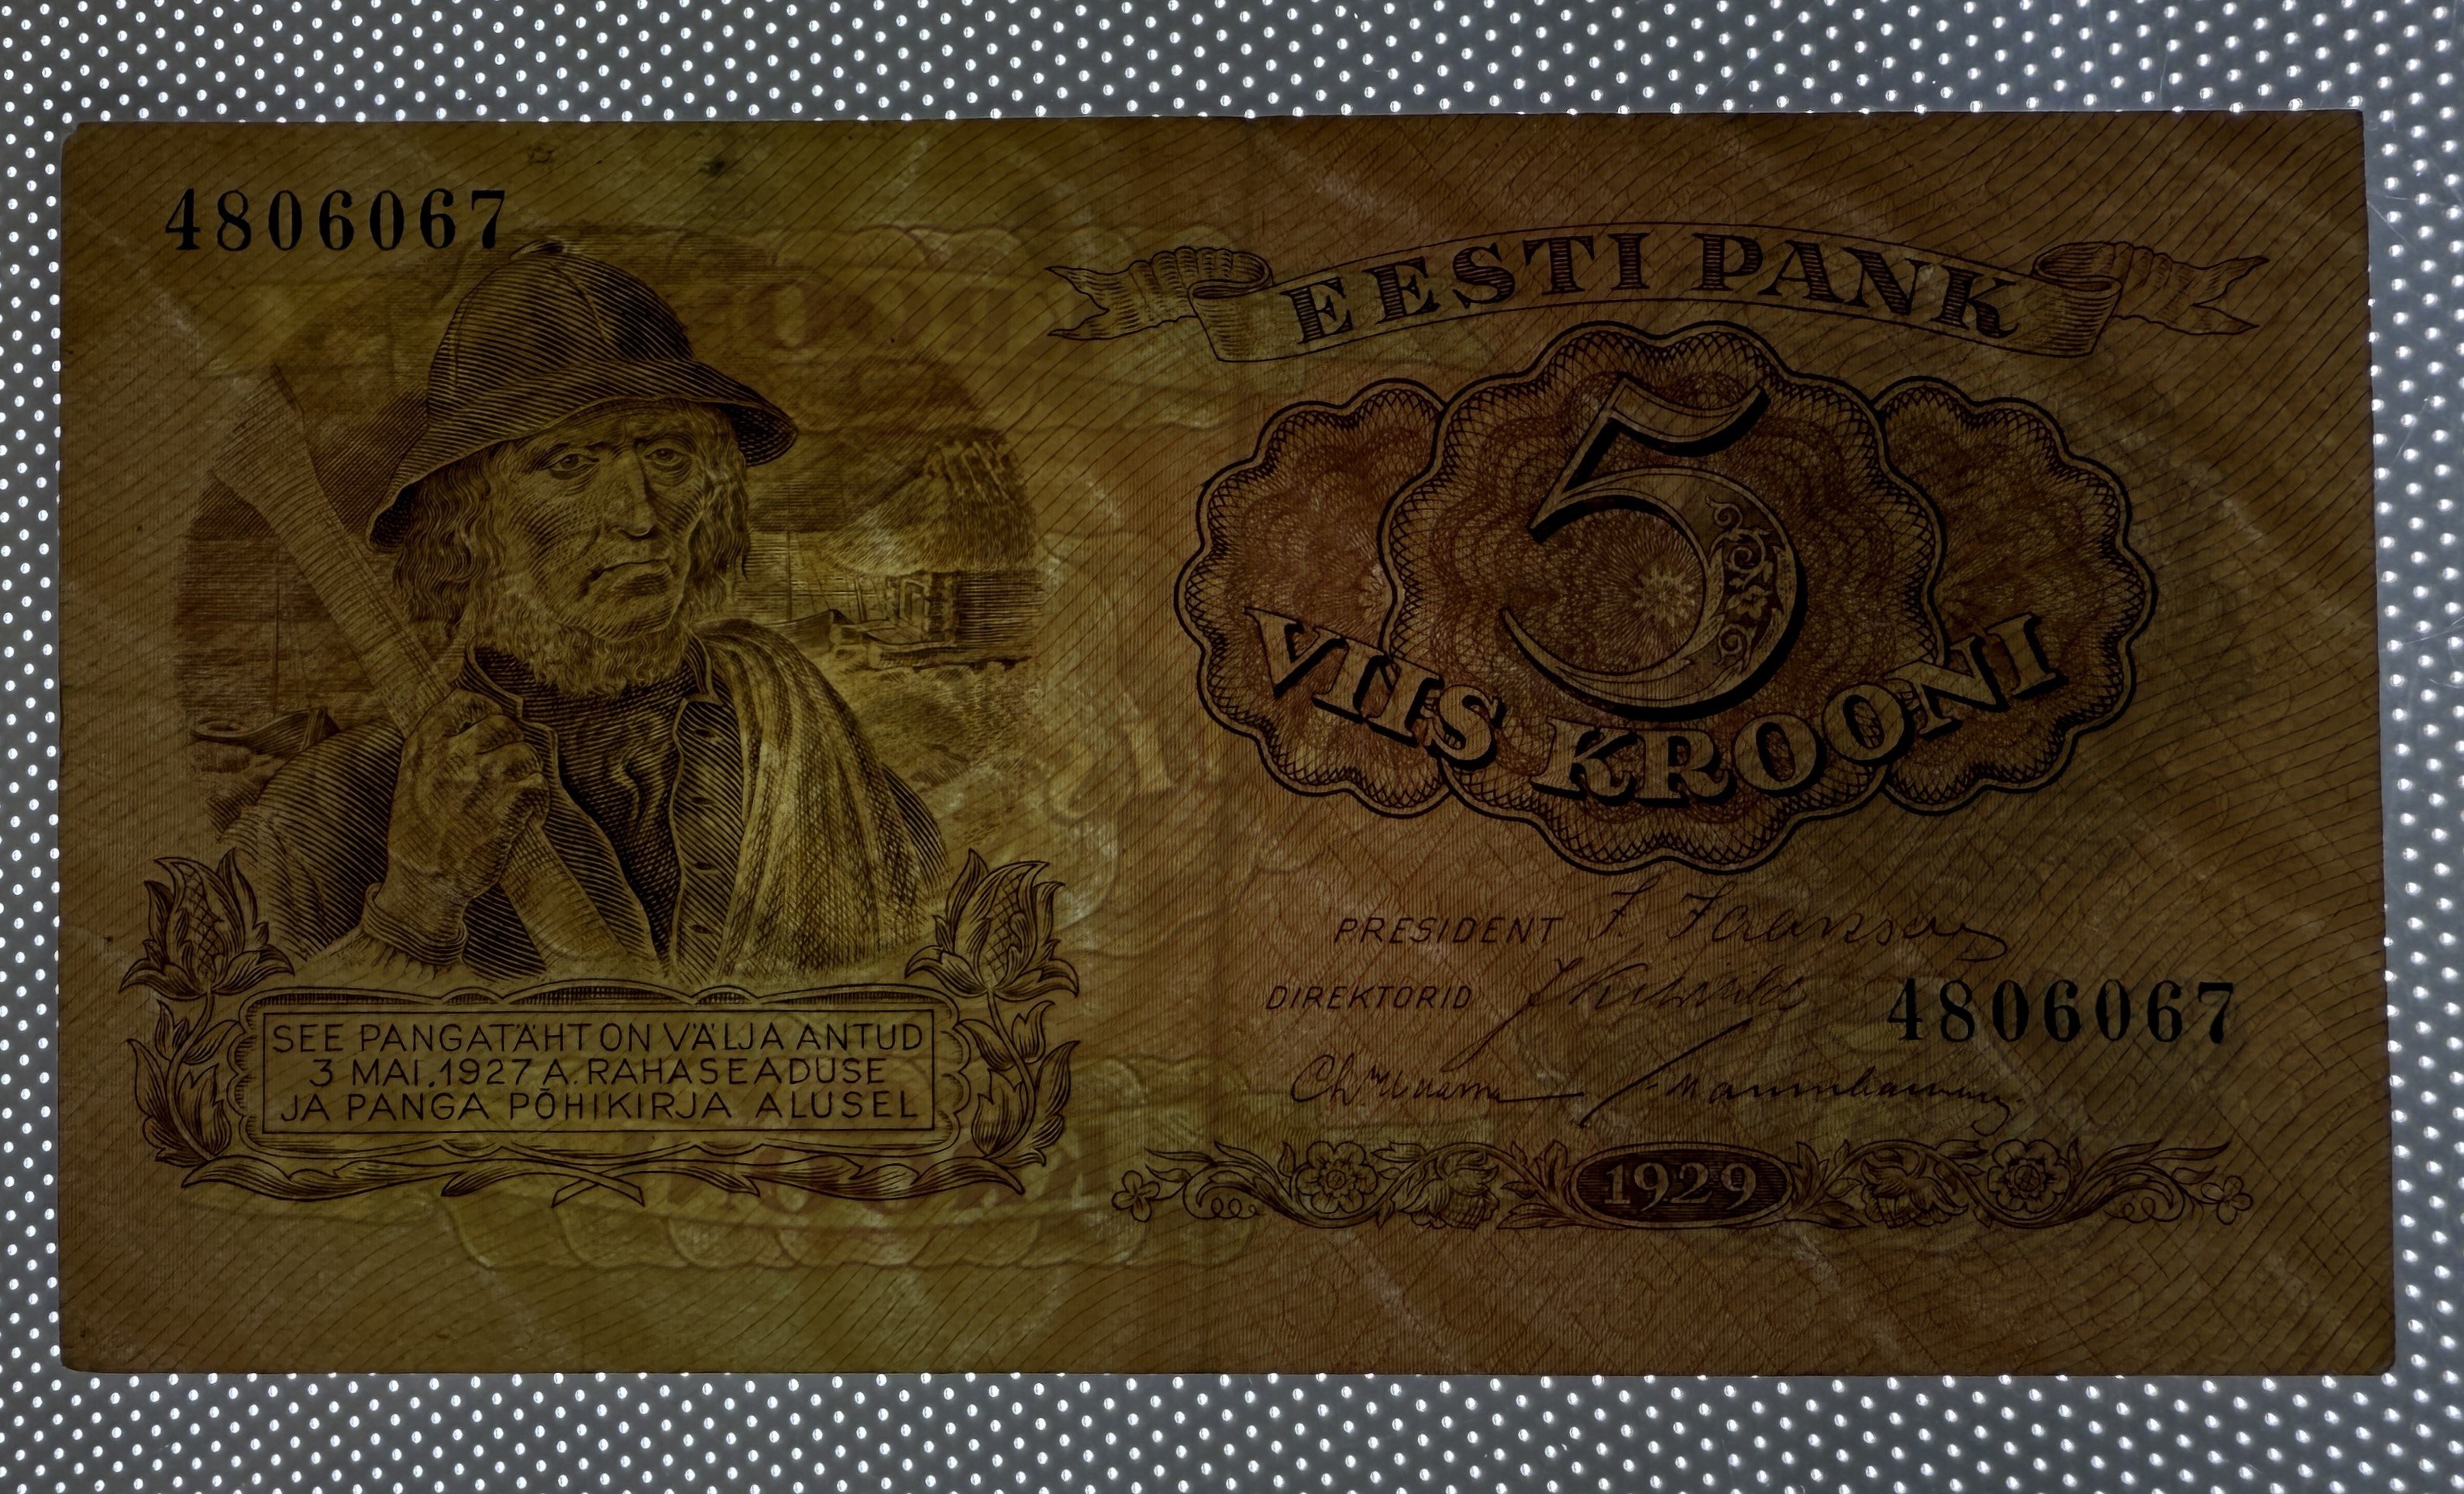 4806067
EESTI PANK
5
VIIS KROONI
PRESIDENT J. Jaakson
DIREKTORID
4806067
SEE PANGATÄHT ON VÄLJA ANTUD
3 MAI.1927 A. RAHASEADUSE
JA PANGA PÕHIKIRJA ALUSEL
1929